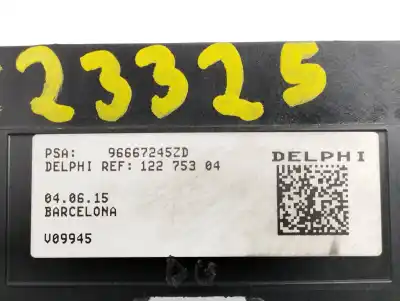 23325
PSA: 96667245ZD
DELPHI
DELPHI REF: 122 753 04
04.06.15
BARCELONA
V09945